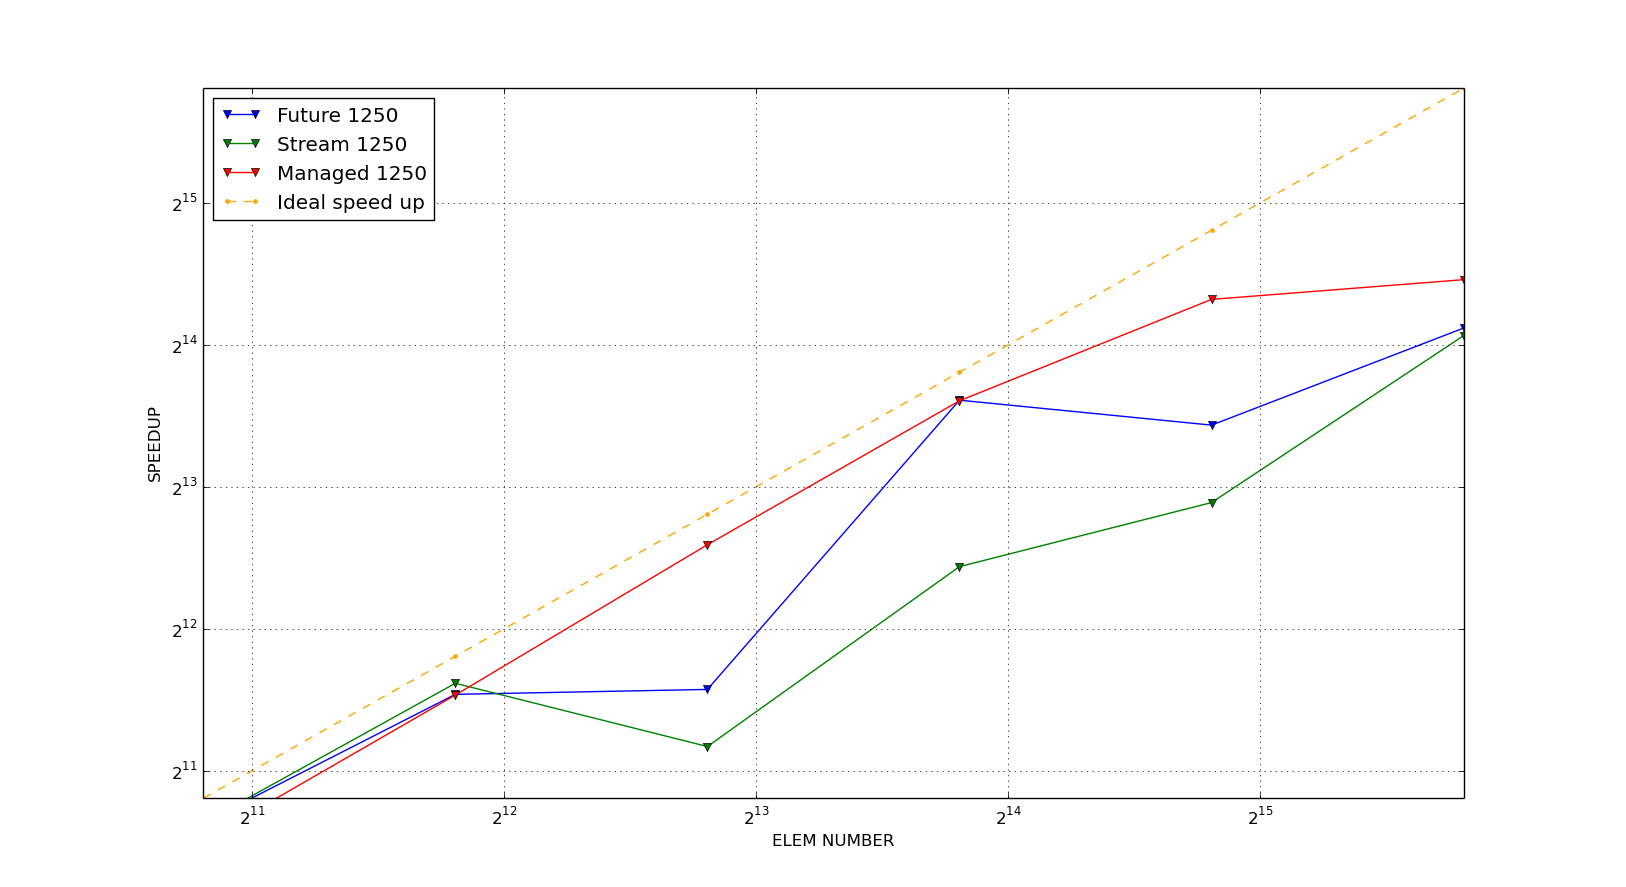 Future 1250
Stream 1250
Managed 1250
Ideal speed up
SPEEDUP
2^15
2^14
2^13
2^12
2^11
2^11 2^12 2^13 2^14 2^15
ELEM NUMBER